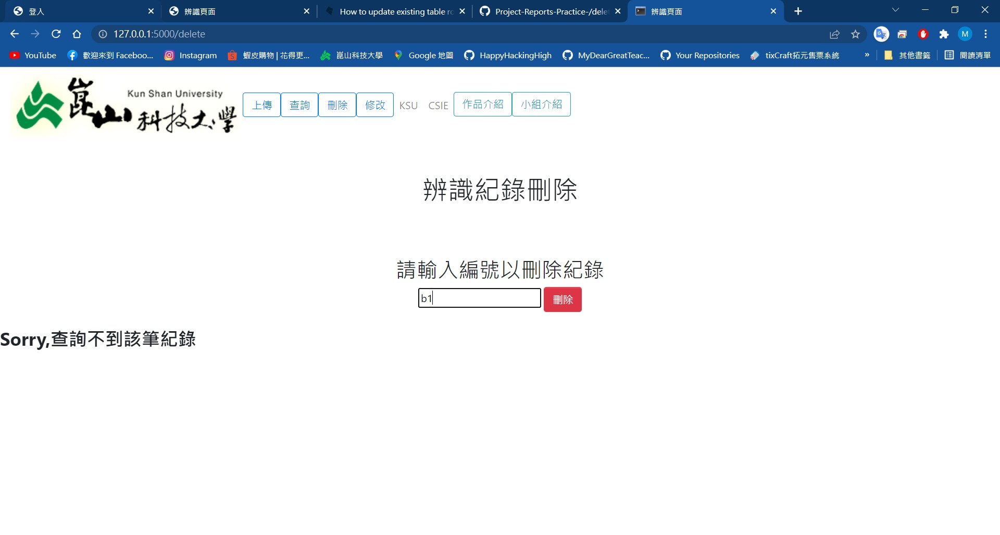 登入
辨識頁面
How to update existing table ro
Project-Reports-Practice-/delet
辨識頁面
127.0.0.1:5000/delete
M
YouTube
歡迎來到 Faceboo...
Instagram
蝦皮購物 | 花得更...
崑山科技大學
Google 地圖
HappyHackingHigh
MyDearGreatTeac...
Your Repositories
tixCraft拓元售票系統
»
其他書籤
閱讀清單
崑山科技大學
Kun Shan University
上傳
查詢
刪除
修改
KSU
CSIE
作品介紹
小組介紹
辨識紀錄刪除
請輸入編號以刪除紀錄
b1
刪除
Sorry,查詢不到該筆紀錄